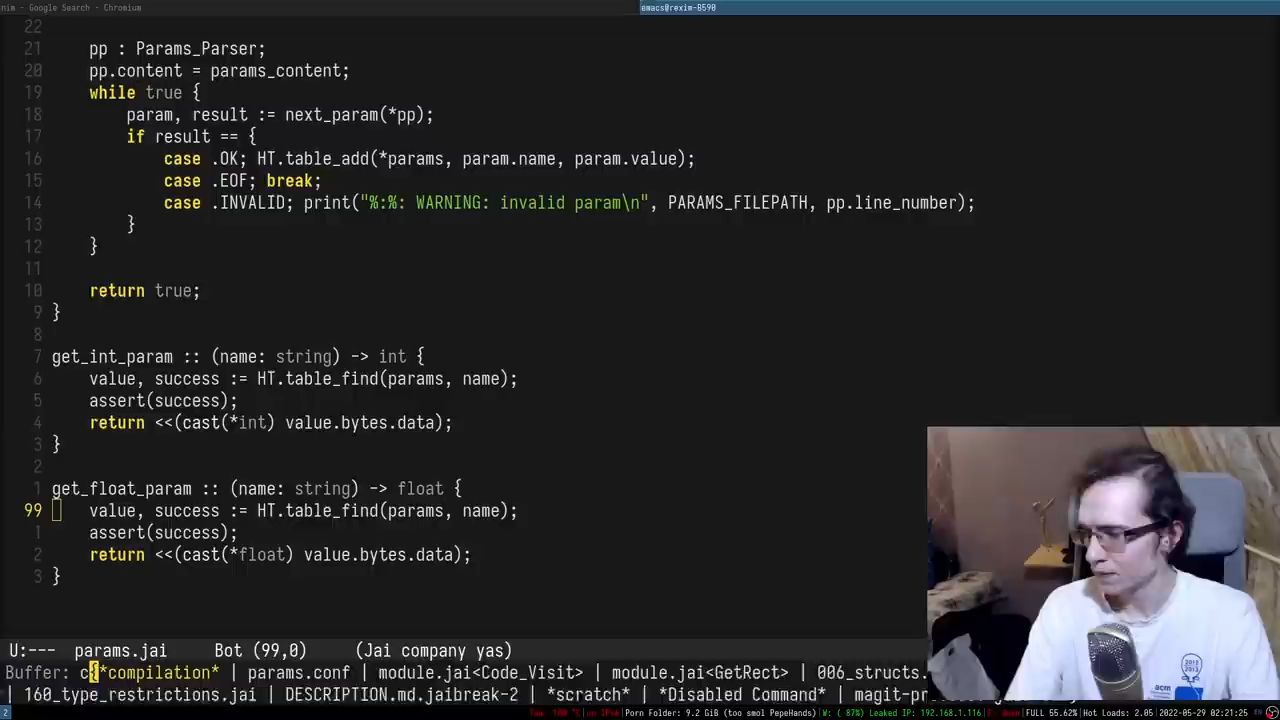 nim - Google Search - Chromium
emacs@rexim-B590
22
21 pp : Params_Parser;
20 pp.content = params_content;
19 while true {
18 param, result := next_param(*pp);
17 if result == {
16 case .OK; HT.table_add(*params, param.name, param.value);
15 case .EOF; break;
14 case .INVALID; print("%:%: WARNING: invalid param\n", PARAMS_FILEPATH, pp.line_number);
13 }
12 }
11
10 return true;
9 }
8
7 get_int_param :: (name: string) -> int {
6 value, success := HT.table_find(params, name);
5 assert(success);
4 return <<(cast(*int) value.bytes.data);
3 }
2
1 get_float_param :: (name: string) -> float {
99 value, success := HT.table_find(params, name);
1 assert(success);
2 return <<(cast(*float) value.bytes.data);
3 }
U:--- params.jai Bot (99,0) (Jai company yas)
Buffer: c{*compilation* | params.conf | module.jai<Code_Visit> | module.jai<GetRect> | 006_structs.
| 160_type_restrictions.jai | DESCRIPTION.md.jaibreak-2 | *scratch* | *Disabled Command* | magit-pr
2 no IPv6 Porn Folder: 9.2 GiB (too smol PepeHands) W: ( 87%) Leaked IP: 192.168.1.116 E: down FULL 55.62% Hot Loads: 2.05 2022-05-29 02:21:25